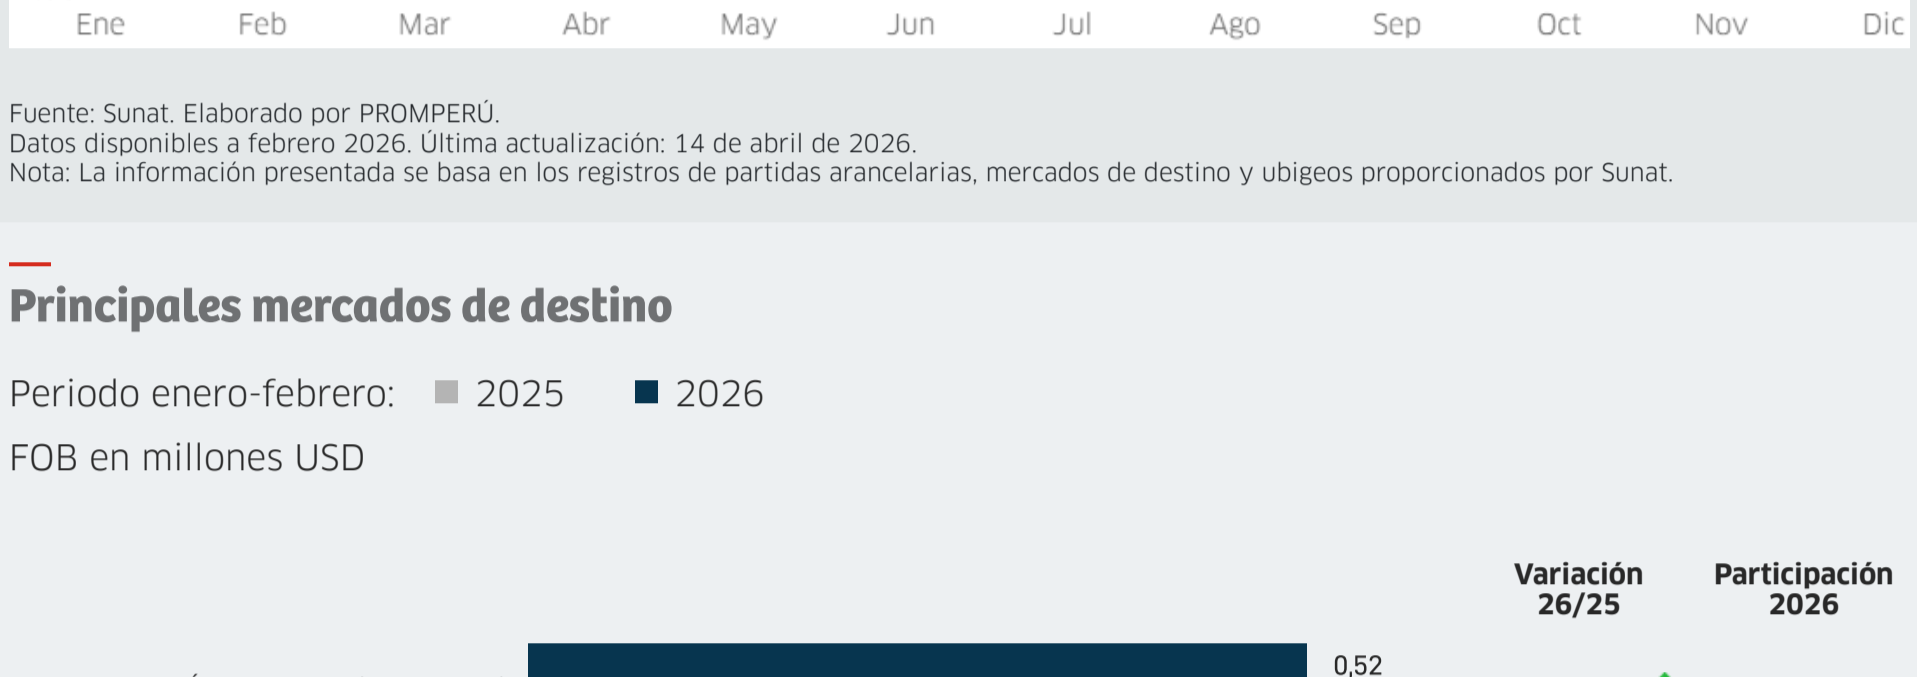 Ene Feb Mar Abr May Jun Jul Ago Sep Oct Nov Dic
Fuente: Sunat. Elaborado por PROMPERÚ.
Datos disponibles a febrero 2026. Última actualización: 14 de abril de 2026.
Nota: La información presentada se basa en los registros de partidas arancelarias, mercados de destino y ubigeos proporcionados por Sunat.
Principales mercados de destino
Periodo enero-febrero: 2025 2026
FOB en millones USD
Variación Participación
26/25 2026
0,52